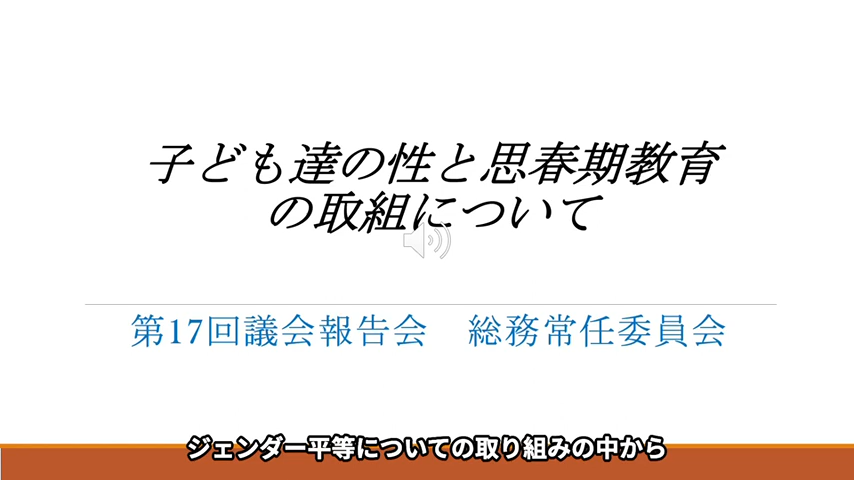 子ども達の性と思春期教育
の取組について
第17回議会報告会　総務常任委員会
ジェンダー平等についての取り組みの中から